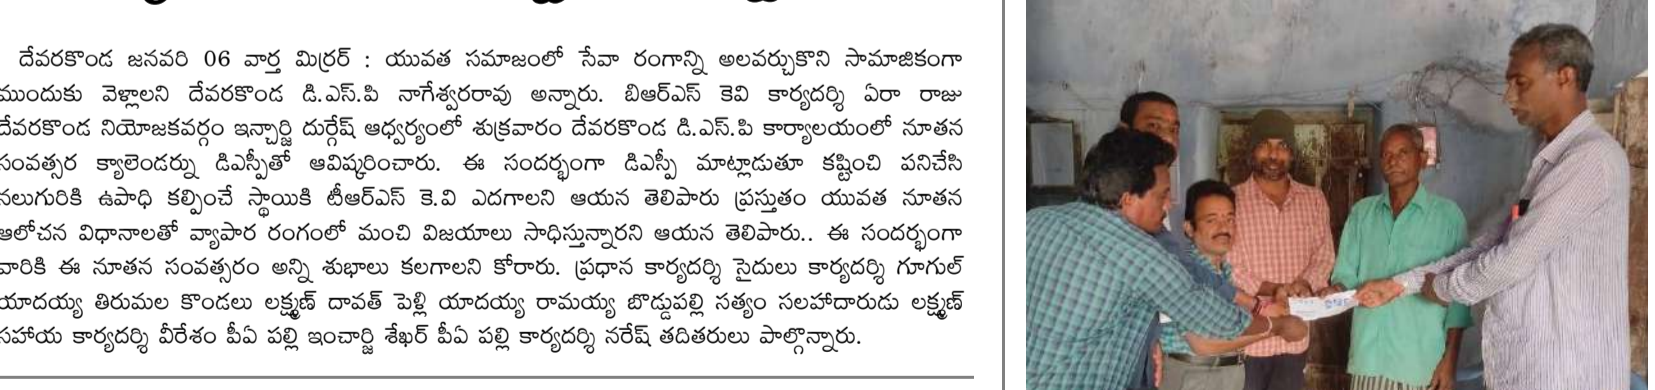 దేవరకొండ జనవరి 06 వార్త మిర్రర్ : యువత సమాజంలో సేవా రంగాన్ని అలవర్చుకొని సామాజికంగా
ముందుకు వెళ్లాలని దేవరకొండ డి.ఎస్.పి నాగేశ్వరరావు అన్నారు. బిఆర్ఎస్ కెవి కార్యదర్శి ఏరా రాజు
దేవరకొండ నియోజకవర్గం ఇన్చార్జి దుర్గేష్ ఆధ్వర్యంలో శుక్రవారం దేవరకొండ డి.ఎస్.పి కార్యాలయంలో నూతన
సంవత్సర క్యాలెండర్ను డిఎస్పీతో ఆవిష్కరించారు. ఈ సందర్భంగా డిఎస్పీ మాట్లాడుతూ కష్టించి పనిచేసి
నలుగురికి ఉపాధి కల్పించే స్థాయికి టీఆర్ఎస్ కె.వి ఎదగాలని ఆయన తెలిపారు ప్రస్తుతం యువత నూతన
ఆలోచన విధానాలతో వ్యాపార రంగంలో మంచి విజయాలు సాధిస్తున్నారని ఆయన తెలిపారు.. ఈ సందర్భంగా
వారికి ఈ నూతన సంవత్సరం అన్ని శుభాలు కలగాలని కోరారు. ప్రధాన కార్యదర్శి సైదులు కార్యదర్శి గూగుల్
యాదయ్య తిరుమల కొండలు లక్ష్మణ్ దావత్ పెళ్లి యాదయ్య రామయ్య బొడ్డుపల్లి సత్యం సలహాదారుడు లక్ష్మణ్
సహాయ కార్యదర్శి వీరేశం పీఏ పల్లి ఇంచార్జి శేఖర్ పీఏ పల్లి కార్యదర్శి నరేష్ తదితరులు పాల్గొన్నారు.